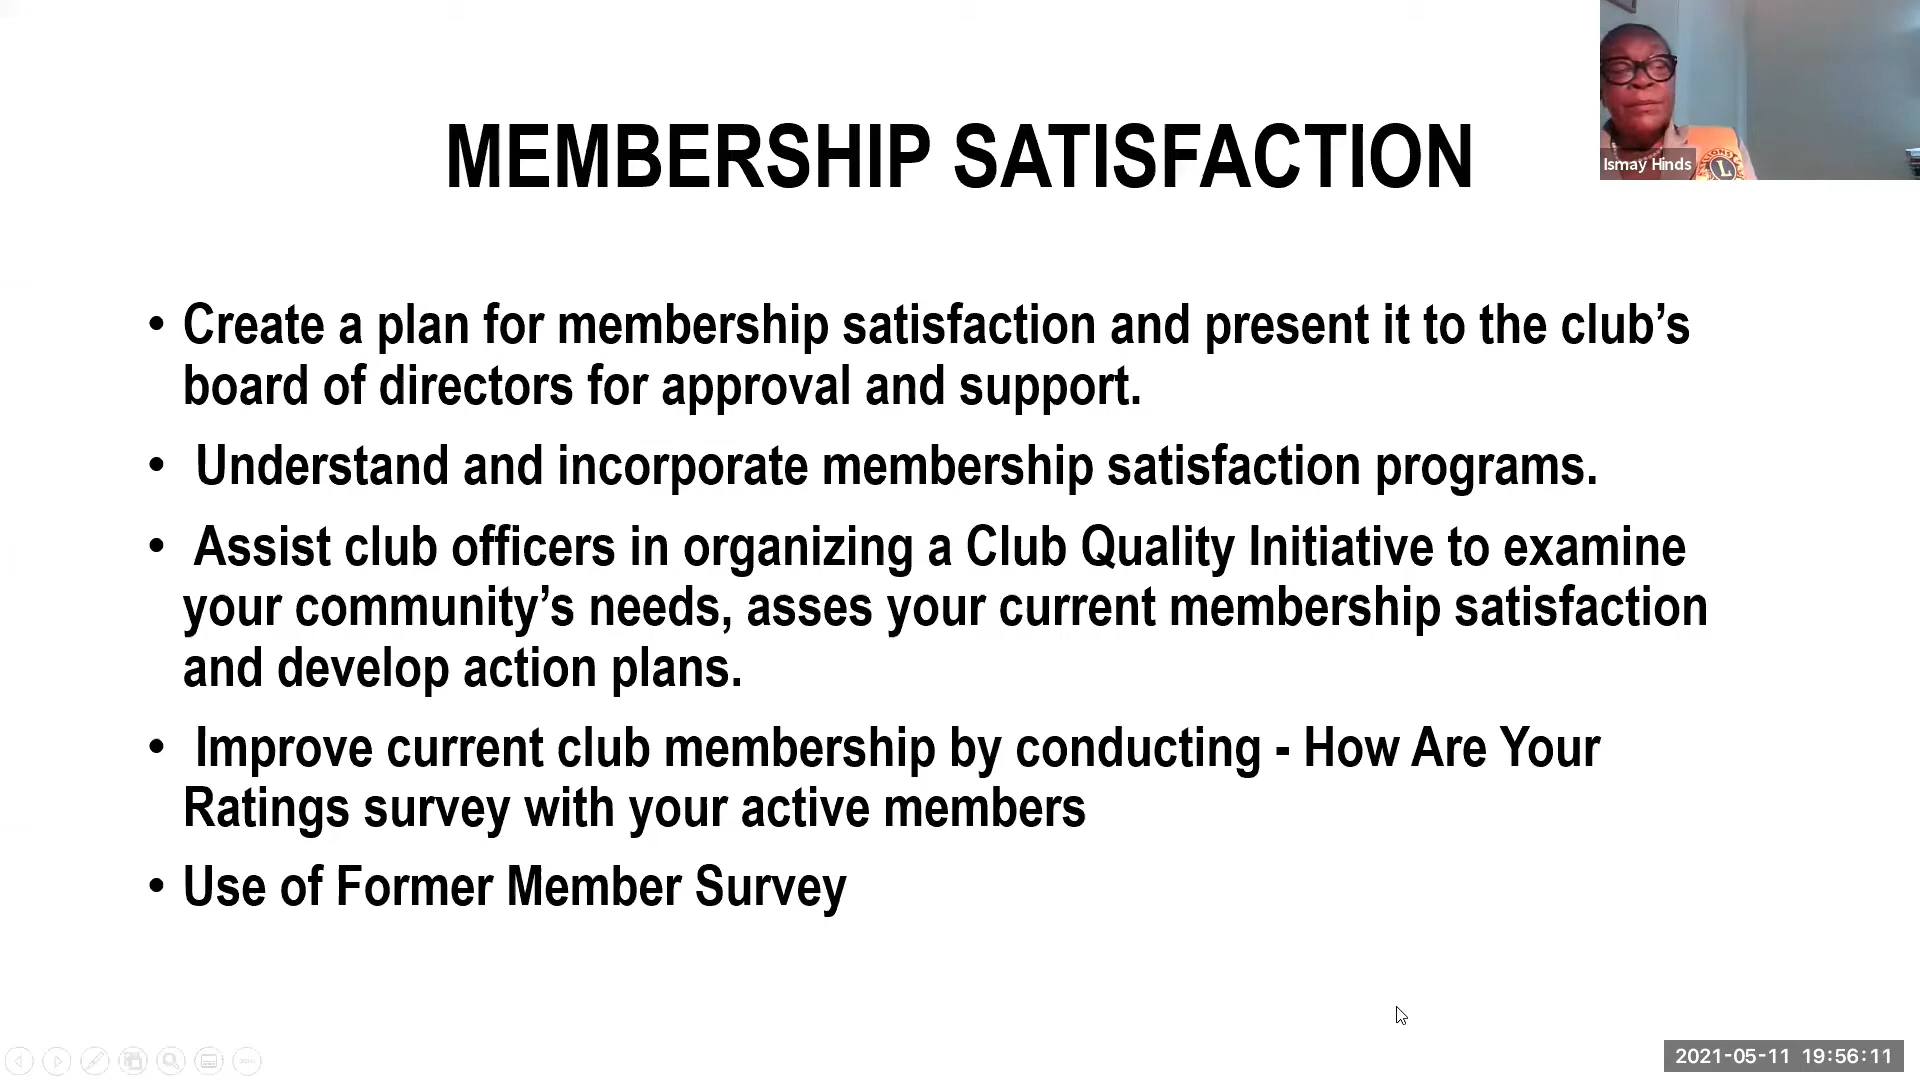 MEMBERSHIP SATISFACTION
Ismay Hinds
LIONS
L
• Create a plan for membership satisfaction and present it to the club’s
board of directors for approval and support.
• Understand and incorporate membership satisfaction programs.
• Assist club officers in organizing a Club Quality Initiative to examine
your community’s needs, asses your current membership satisfaction
and develop action plans.
• Improve current club membership by conducting - How Are Your
Ratings survey with your active members
• Use of Former Member Survey
2021-05-11 19:56:11